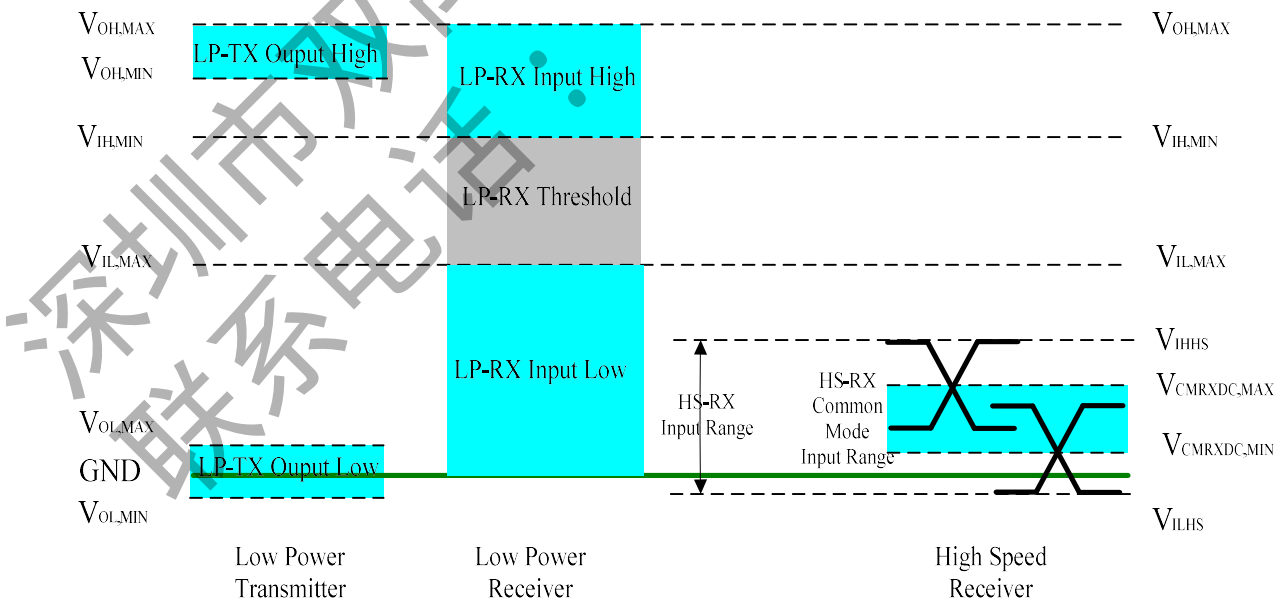 VOH,MAX
VOH,MIN
VIH,MIN
VIL,MAX
VOL,MAX
GND
VOL,MIN
LP-TX Ouput High
LP-TX Ouput Low
Low Power
Transmitter
LP-RX Input High
LP-RX Threshold
LP-RX Input Low
Low Power
Receiver
HS-RX
Input Range
HS-RX
Common
Mode
Input Range
High Speed
Receiver
VOH,MAX
VIH,MIN
VIL,MAX
VIHHS
VCMRXDC,MAX
VCMRXDC,MIN
VILHS
深圳市双
联系电话: